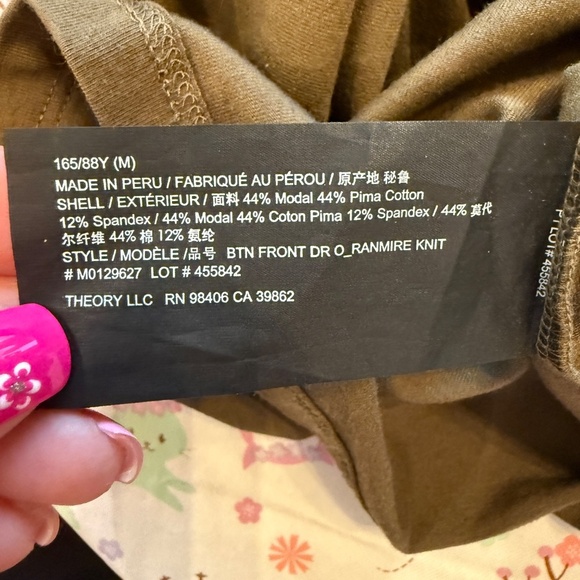 165/88Y (M)
MADE IN PERU / FABRIQUÉ AU PÉROU / 原产地 秘鲁
SHELL / EXTÉRIEUR / 面料 44% Modal 44% Pima Cotton
12% Spandex / 44% Modal 44% Coton Pima 12% Spandex / 44% 莫代
尔纤维 44% 棉 12% 氨纶
STYLE / MODÈLE /品号 BTN FRONT DR O_RANMIRE KNIT
# M0129627 LOT # 455842
THEORY LLC RN 98406 CA 39862
LOT# 455842